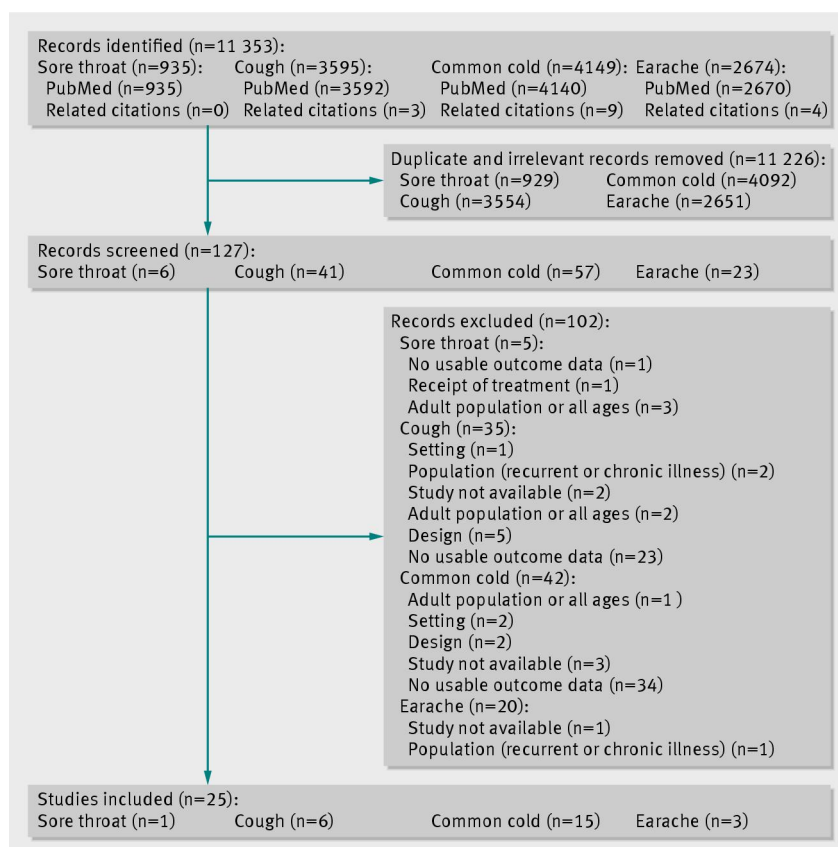 Records identified (n=11 353):
Sore throat (n=935): Cough (n=3595): Common cold (n=4149): Earache (n=2674):
PubMed (n=935) PubMed (n=3592) PubMed (n=4140) PubMed (n=2670)
Related citations (n=0) Related citations (n=3) Related citations (n=9) Related citations (n=4)
Duplicate and irrelevant records removed (n=11 226):
Sore throat (n=929) Common cold (n=4092)
Cough (n=3554) Earache (n=2651)
Records screened (n=127):
Sore throat (n=6) Cough (n=41) Common cold (n=57) Earache (n=23)
Records excluded (n=102):
Sore throat (n=5):
No usable outcome data (n=1)
Receipt of treatment (n=1)
Adult population or all ages (n=3)
Cough (n=35):
Setting (n=1)
Population (recurrent or chronic illness) (n=2)
Study not available (n=2)
Adult population or all ages (n=2)
Design (n=5)
No usable outcome data (n=23)
Common cold (n=42):
Adult population or all ages (n=1 )
Setting (n=2)
Design (n=2)
Study not available (n=3)
No usable outcome data (n=34)
Earache (n=20):
Study not available (n=1)
Population (recurrent or chronic illness) (n=1)
Studies included (n=25):
Sore throat (n=1) Cough (n=6) Common cold (n=15) Earache (n=3)